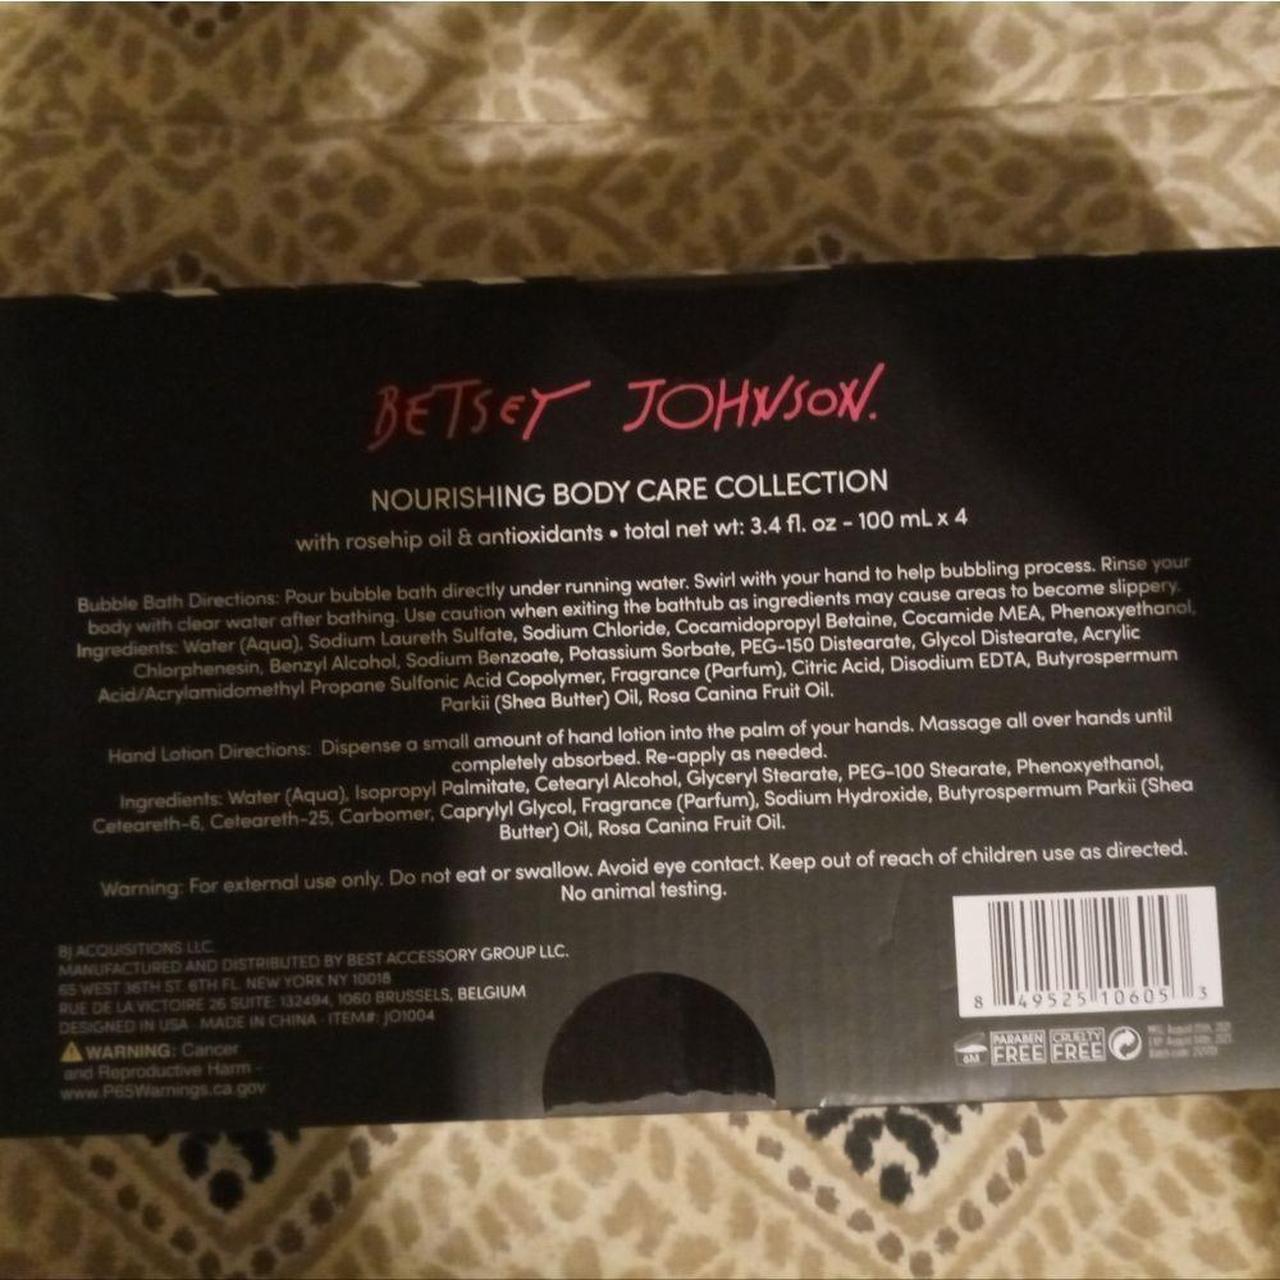 BETSEY JOHNSON.
NOURISHING BODY CARE COLLECTION
with rosehip oil & antioxidants • total net wt: 3.4 fl. oz - 100 mL x 4
Bubble Bath Directions: Pour bubble bath directly under running water. Swirl with your hand to help bubbling process. Rinse your
body with clear water after bathing. Use caution when exiting the bathtub as ingredients may cause areas to become slippery.
Ingredients: Water (Aqua), Sodium Laureth Sulfate, Sodium Chloride, Cocamidopropyl Betaine, Cocamide MEA, Phenoxyethanol,
Chlorphenesin, Benzyl Alcohol, Sodium Benzoate, Potassium Sorbate, PEG-150 Distearate, Glycol Distearate, Acrylic
Acid/Acrylamidomethyl Propane Sulfonic Acid Copolymer, Fragrance (Parfum), Citric Acid, Disodium EDTA, Butyrospermum
Parkii (Shea Butter) Oil, Rosa Canina Fruit Oil.
Hand Lotion Directions: Dispense a small amount of hand lotion into the palm of your hands. Massage all over hands until
completely absorbed. Re-apply as needed.
Ingredients: Water (Aqua), Isopropyl Palmitate, Cetearyl Alcohol, Glyceryl Stearate, PEG-100 Stearate, Phenoxyethanol,
Ceteareth-6, Ceteareth-25, Carbomer, Caprylyl Glycol, Fragrance (Parfum), Sodium Hydroxide, Butyrospermum Parkii (Shea
Butter) Oil, Rosa Canina Fruit Oil.
Warning: For external use only. Do not eat or swallow. Avoid eye contact. Keep out of reach of children use as directed.
No animal testing.
BJ ACQUISITIONS LLC.
MANUFACTURED AND DISTRIBUTED BY BEST ACCESSORY GROUP LLC.
65 WEST 36TH ST. 6TH FL. NEW YORK NY 10018
RUE DE LA VICTOIRE 26 SUITE: 132494, 1060 BRUSSELS, BELGIUM
DESIGNED IN USA MADE IN CHINA · ITEM#: JO1004
WARNING: Cancer
and Reproductive Harm -
www.P65Warnings.ca.gov
8 49525 10605 3
6M
PARABEN FREE
CRUELTY FREE